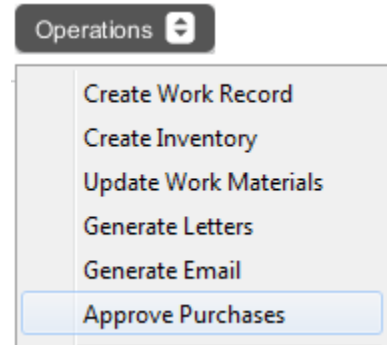 Operations
Create Work Record
Create Inventory
Update Work Materials
Generate Letters
Generate Email
Approve Purchases